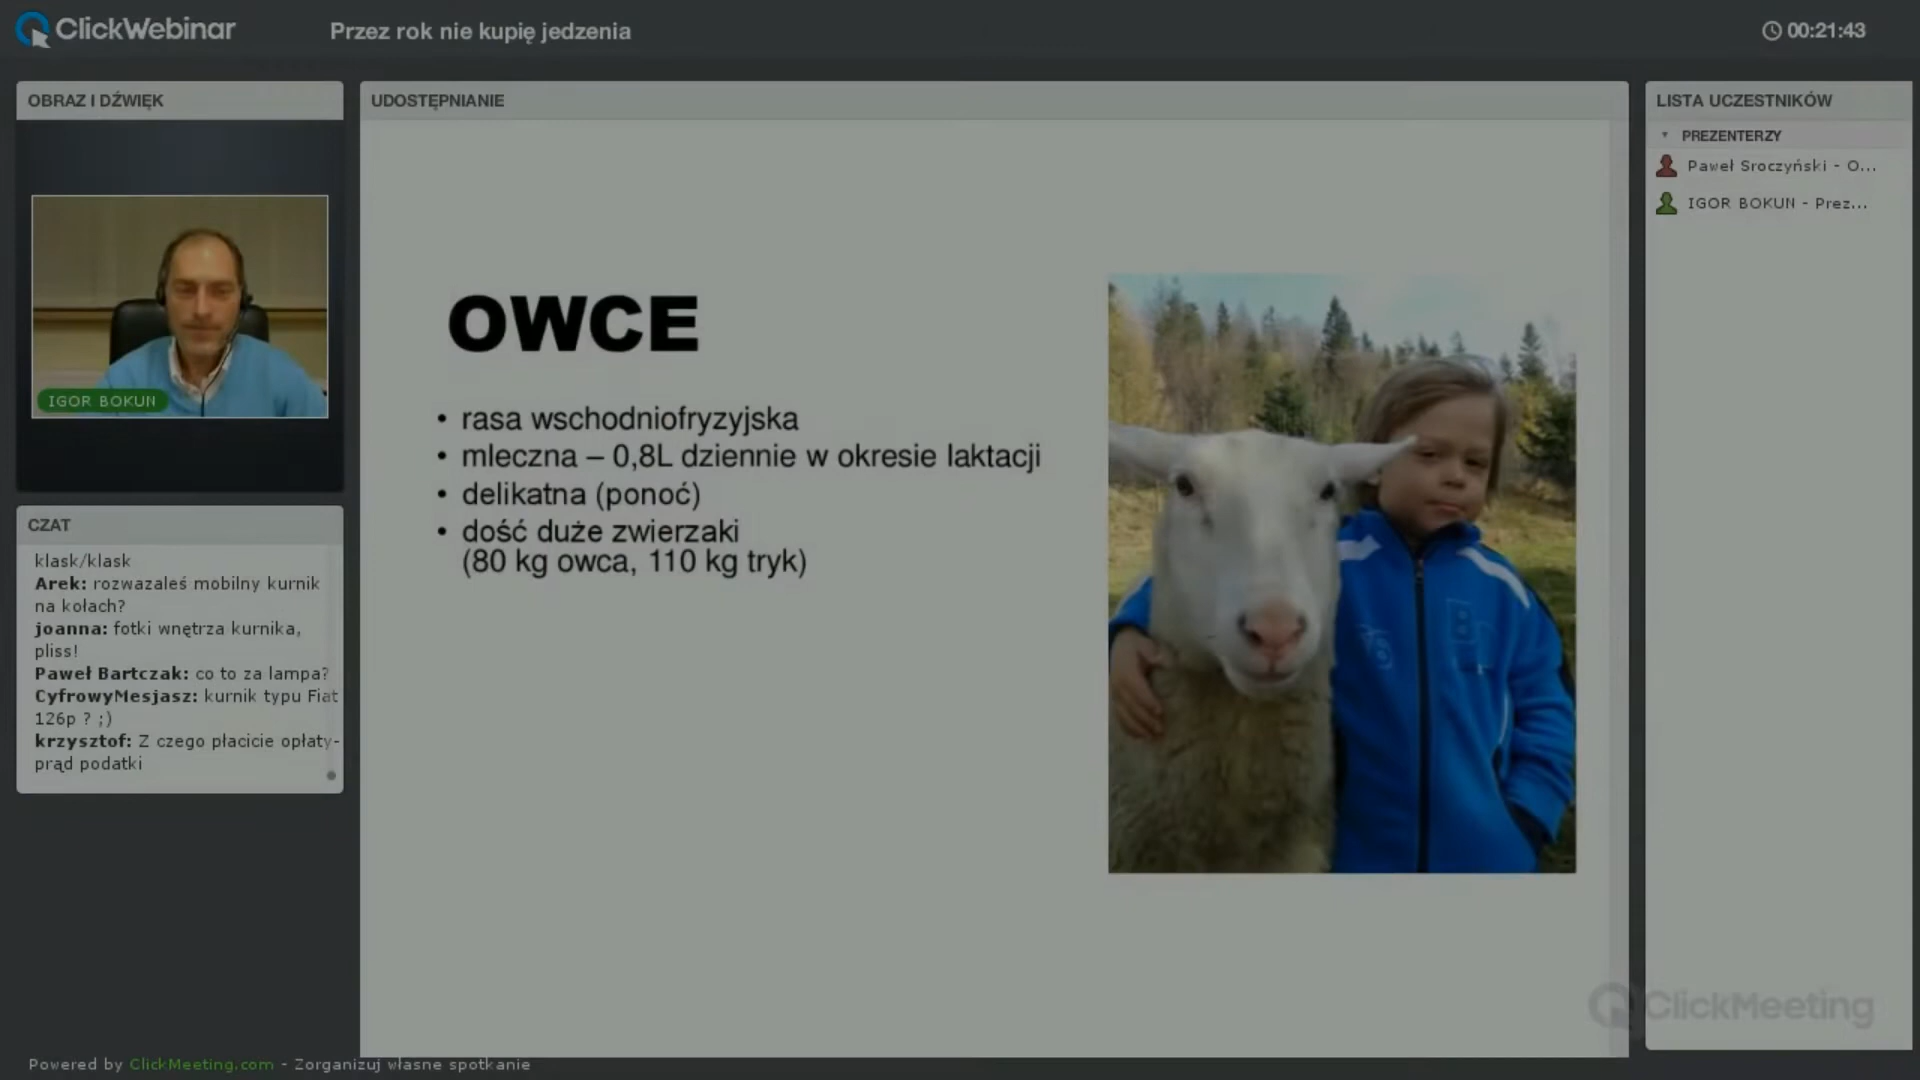 ClickWebinar
Przez rok nie kupię jedzenia
00:21:43
OBRAZ I DŹWIĘK
IGOR BOKUN
CZAT
klask/klask
Arek: rozwazaleś mobilny kurnik
na kołach?
joanna: fotki wnętrza kurnika,
pliss!
Paweł Bartczak: co to za lampa?
CyfrowyMesjasz: kurnik typu Fiat
126p ? ;)
krzysztof: Z czego płacicie opłaty-
prąd podatki
UDOSTĘPNIANIE
OWCE
• rasa wschodniofryzyjska
• mleczna – 0,8L dziennie w okresie laktacji
• delikatna (ponoć)
• dość duże zwierzaki
(80 kg owca, 110 kg tryk)
LISTA UCZESTNIKÓW
PREZENTERZY
Paweł Sroczyński - O...
IGOR BOKUN - Prez...
ClickMeeting
Powered by ClickMeeting.com - Zorganizuj własne spotkanie